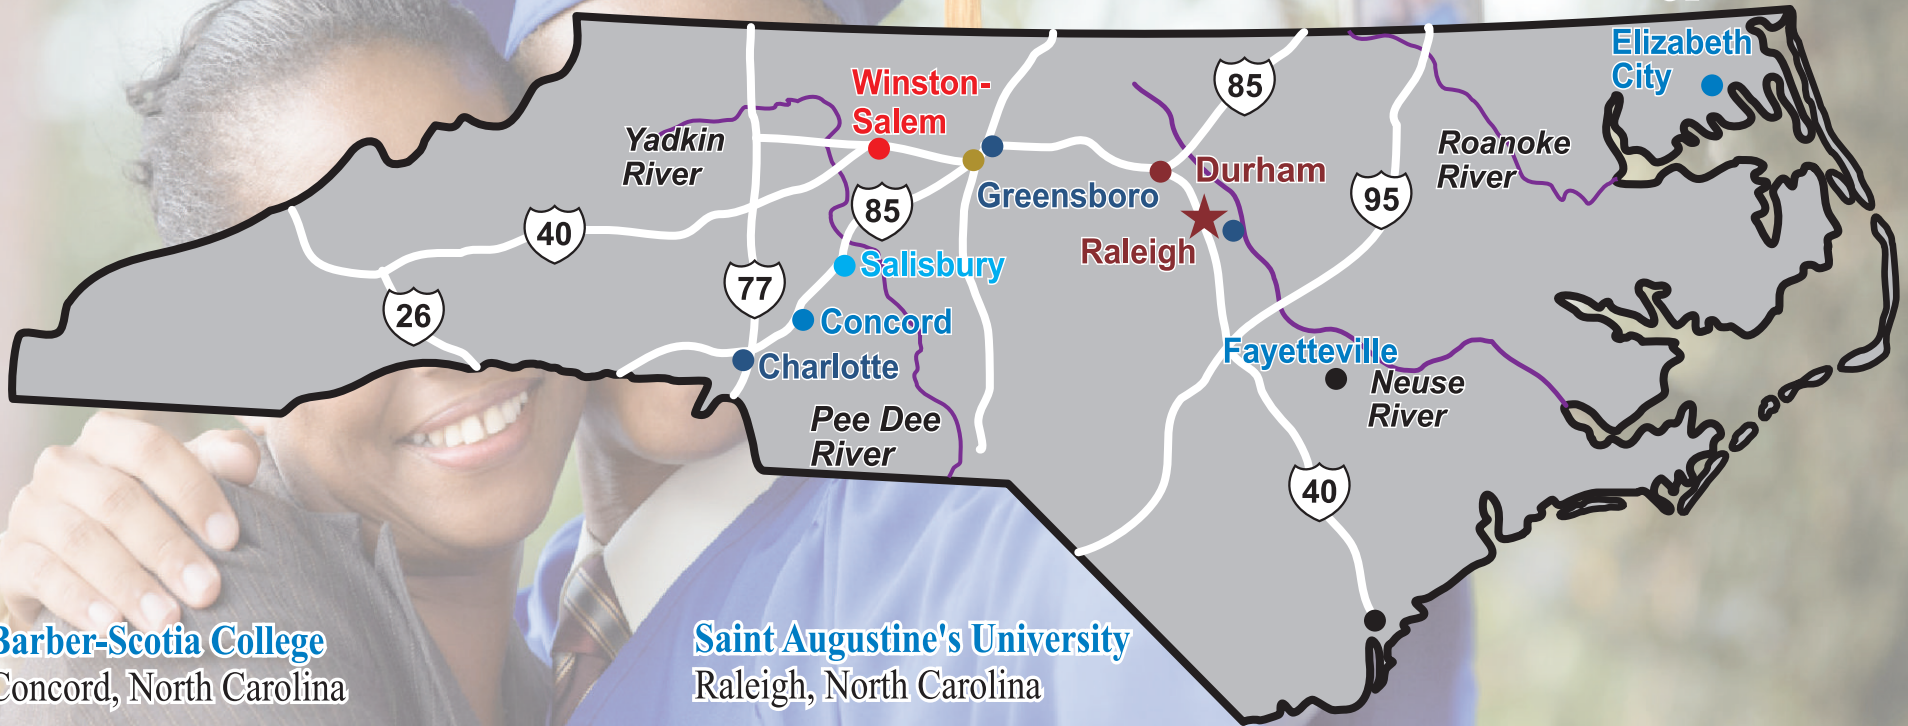 Elizabeth
City
Winston-
Salem
85
Yadkin
River
Roanoke
River
Durham
Greensboro
95
85
40
Raleigh
Salisbury
77
26
Concord
Fayetteville
Charlotte
Neuse
River
Pee Dee
River
40
Barber-Scotia College
Concord, North Carolina
Saint Augustine's University
Raleigh, North Carolina